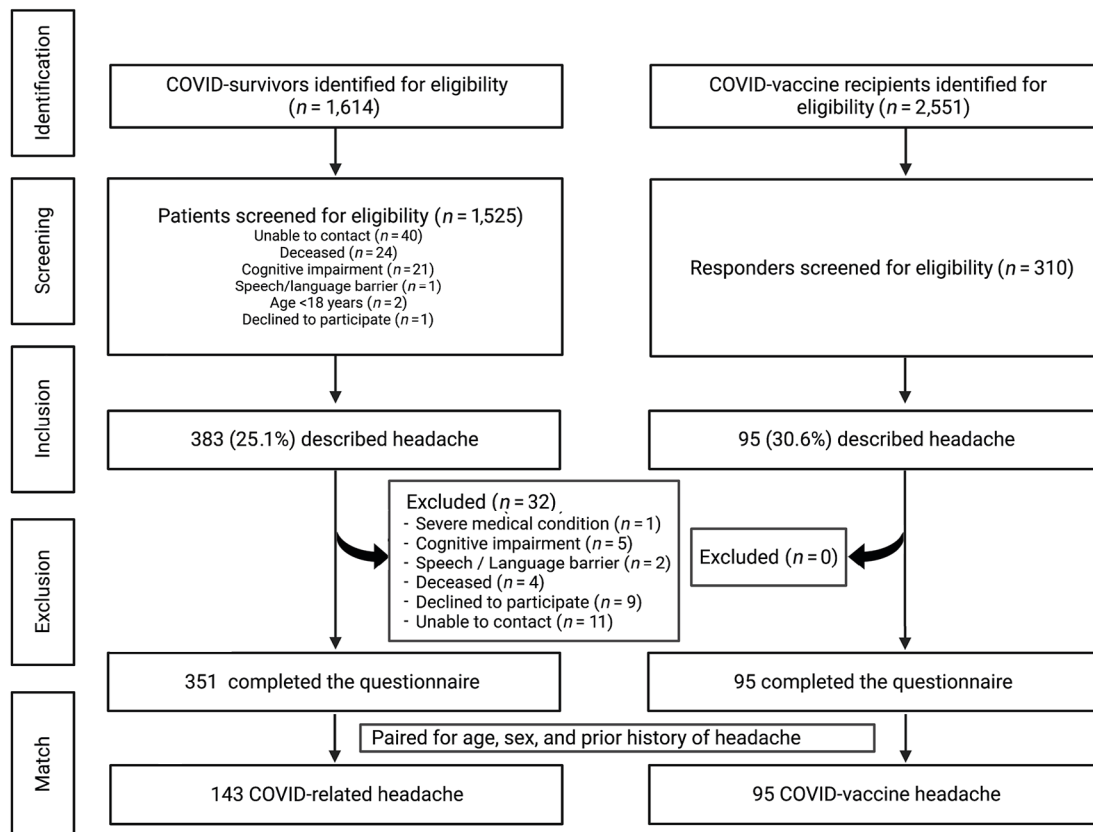 Identification
COVID-survivors identified for eligibility
(n = 1,614)
COVID-vaccine recipients identified for
eligibility (n = 2,551)
Screening
Patients screened for eligibility (n = 1,525)
Unable to contact (n = 40)
Deceased (n = 24)
Cognitive impairment (n = 21)
Speech/language barrier (n = 1)
Age <18 years (n = 2)
Declined to participate (n = 1)
Responders screened for eligibility (n = 310)
Inclusion
383 (25.1%) described headache
95 (30.6%) described headache
Exclusion
Excluded (n = 32)
- Severe medical condition (n = 1)
- Cognitive impairment (n = 5)
- Speech / Language barrier (n = 2)
- Deceased (n = 4)
- Declined to participate (n = 9)
- Unable to contact (n = 11)
Excluded (n = 0)
351 completed the questionnaire
95 completed the questionnaire
Match
Paired for age, sex, and prior history of headache
143 COVID-related headache
95 COVID-vaccine headache